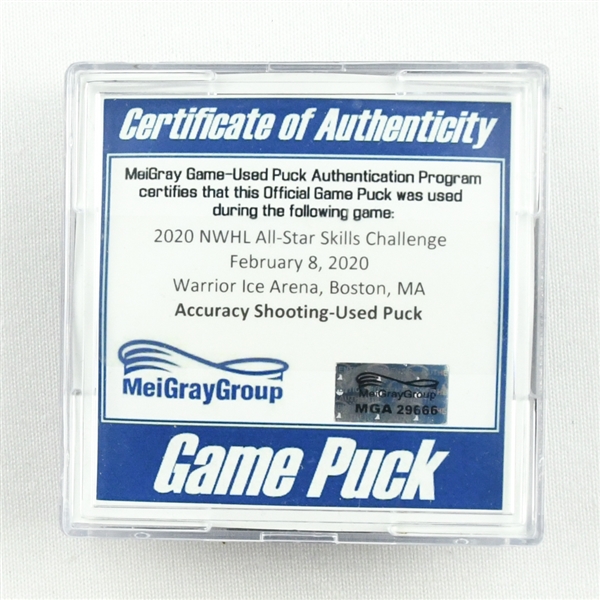 Certificate of Authenticity
MeiGray Game-Used Puck Authentication Program
certifies that this Official Game Puck was used
during the following game:
2020 NWHL All-Star Skills Challenge
February 8, 2020
Warrior Ice Arena, Boston, MA
Accuracy Shooting-Used Puck
MeiGrayGroup
MeiGrayGroup
MGA 29666
Game Puck